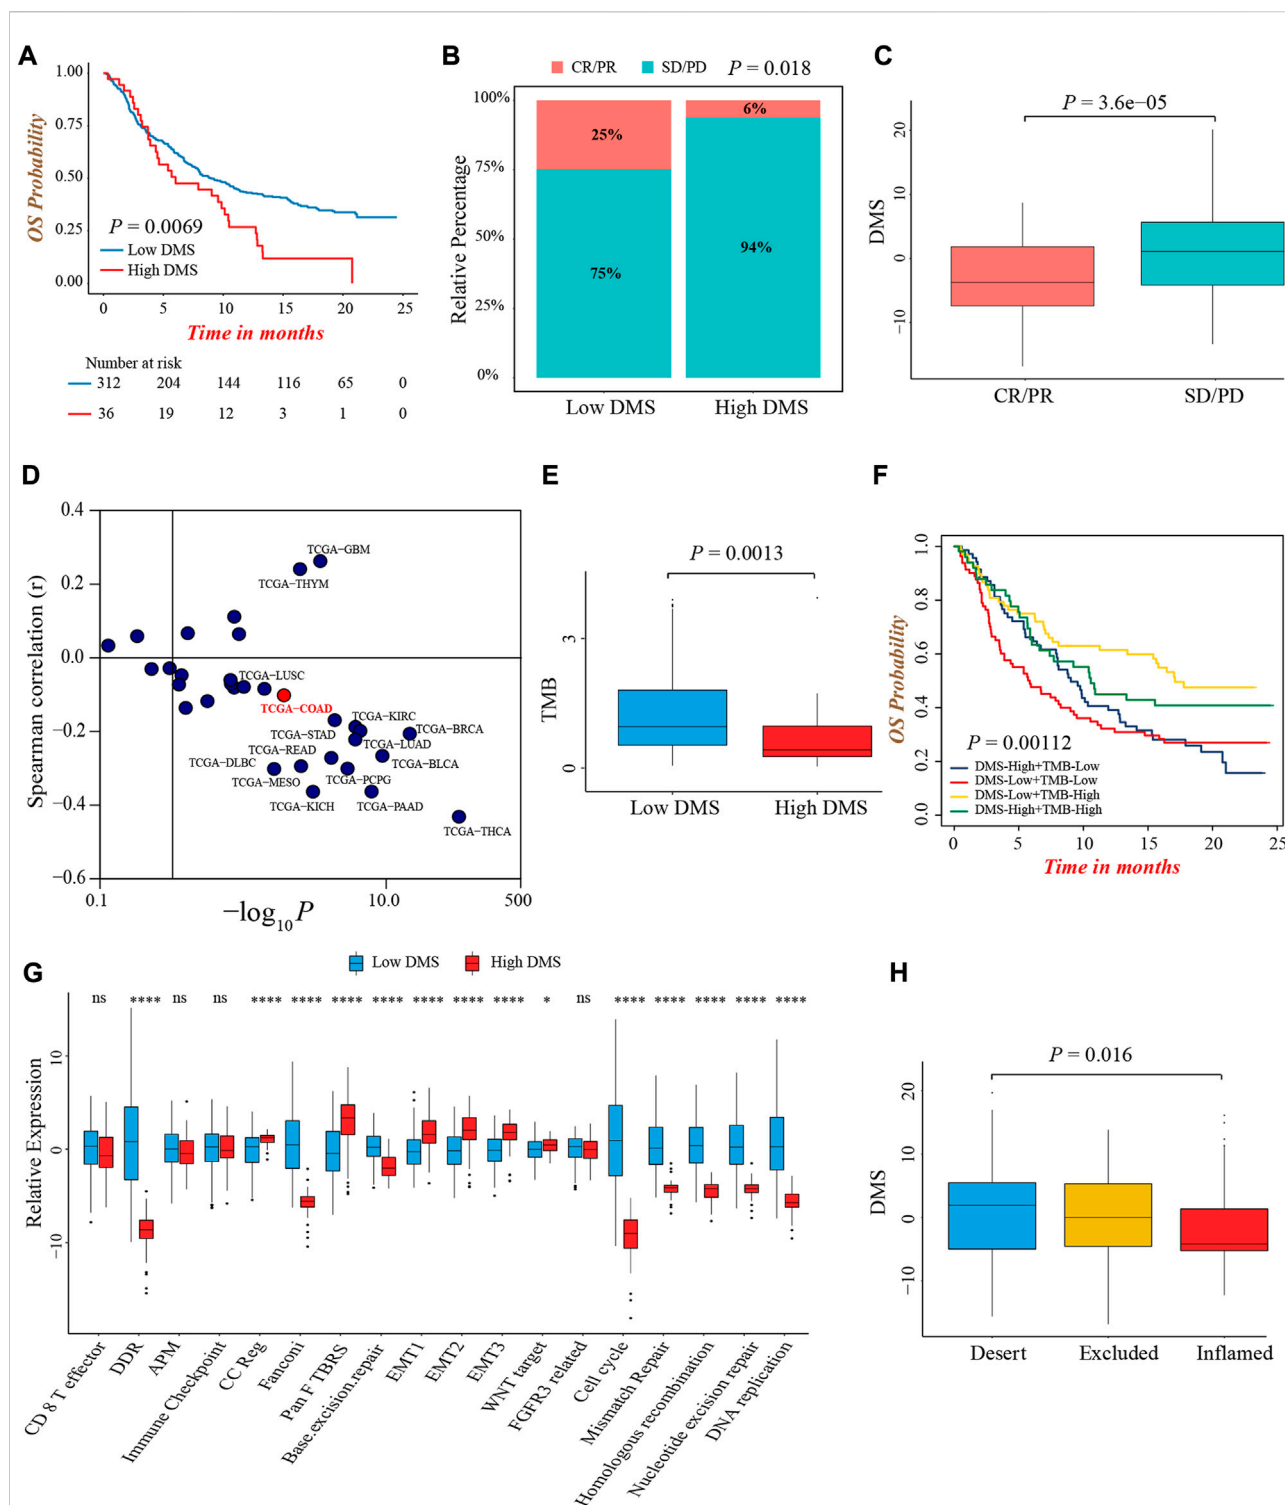 A
1.00
0.75
0.50
0.25
0.00
OS Probability
P = 0.0069
Low DMS
High DMS
0 5 10 15 20 25
Time in months
Number at risk
312 204 144 116 65 0
36 19 12 3 1 0
B
CR/PR SD/PD P = 0.018
100%
75%
50%
25%
0%
Relative Percentage
25%
75%
6%
94%
Low DMS High DMS
C
P = 3.6e−05
20
10
0
−10
DMS
CR/PR SD/PD
D
0.4
0.2
0.0
−0.2
−0.4
−0.6
Spearman correlation (r)
TCGA−GBM
TCGA−THYM
TCGA−LUSC
TCGA−COAD
TCGA−KIRC
TCGA−STAD
TCGA−BRCA
TCGA−READ
TCGA−LUAD
TCGA−DLBC
TCGA−BLCA
TCGA−MESO
TCGA−PCPG
TCGA−KICH
TCGA−PAAD
TCGA−THCA
0.1 10.0 500
−log10P
E
P = 0.0013
3
0
TMB
Low DMS High DMS
F
1.0
0.8
0.6
0.4
0.2
0.0
OS Probability
P = 0.00112
DMS-High+TMB-Low
DMS-Low+TMB-Low
DMS-Low+TMB-High
DMS-High+TMB-High
0 5 10 15 20 25
Time in months
G
Low DMS High DMS
ns **** ns ns **** **** **** **** **** **** **** * ns **** **** **** **** ****
10
0
−10
Relative Expression
CD 8 T effector
DDR
APM
Immune Checkpoint
CC Reg
Fanconi
Pan F TBRS
Base.excision.repair
EMT1
EMT2
EMT3
WNT target
FGFR3 related
Cell cycle
Mismatch Repair
Homologous recombination
Nucleotide excision repair
DNA replication
H
P = 0.016
20
10
0
−10
DMS
Desert Excluded Inflamed